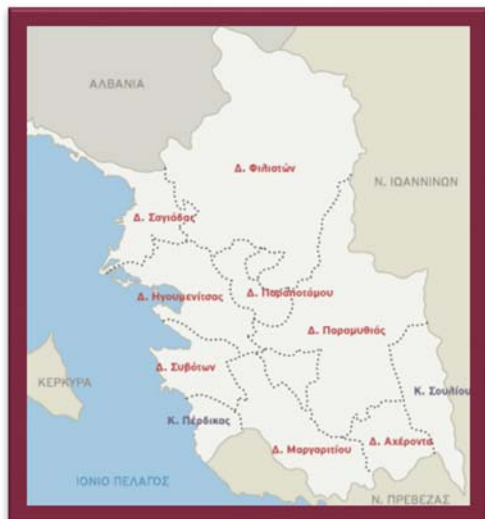 ΑΛΒΑΝΙΑ
Δ. Φιλιατών
Ν. ΙΩΑΝΝΙΝΩΝ
Δ. Σαγιάδας
Δ. Ηγουμενίτσας
Δ. Παραποτάμου
Δ. Παραμυθιάς
Δ. Συβότων
ΚΕΡΚΥΡΑ
Κ. Σουλίου
Κ. Πέρδικας
Δ. Αχέροντα
Δ. Μαργαριτίου
ΙΟΝΙΟ ΠΕΛΑΓΟΣ
Ν. ΠΡΕΒΕΖΑΣ